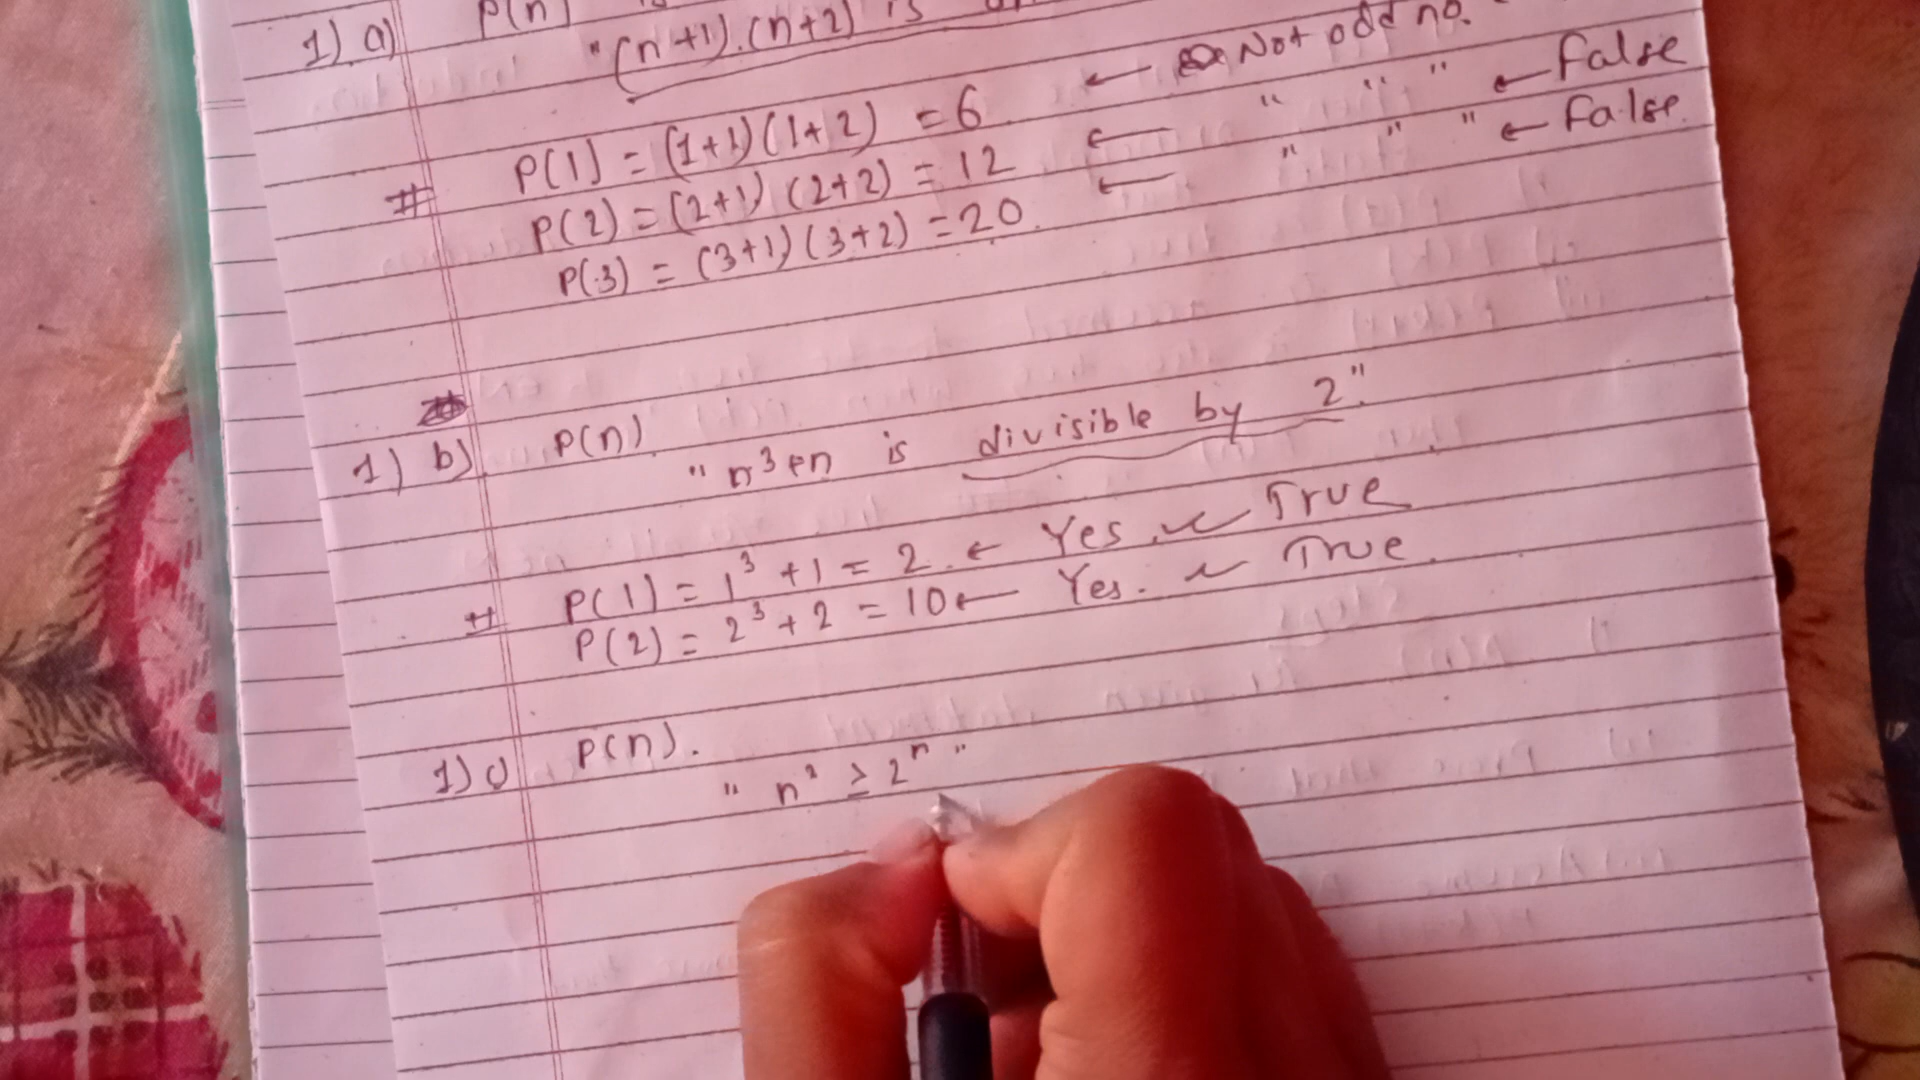 1) a) P(n)
"(n+1).(n+2) is
P(1) = (1+1)(1+2) = 6 ← Not odd no.
# P(2) = (2+1)(2+2) = 12 ← " " " ← False
P(3) = (3+1)(3+2) = 20. ← " " " ← False.
1) b) P(n)
" n³+n is divisible by 2."
P(1) = 1³ + 1 = 2. ← Yes. ← True
# P(2) = 2³ + 2 = 10 ← Yes. ← True.
1) c) P(n).
" n² ≥ 2ⁿ "